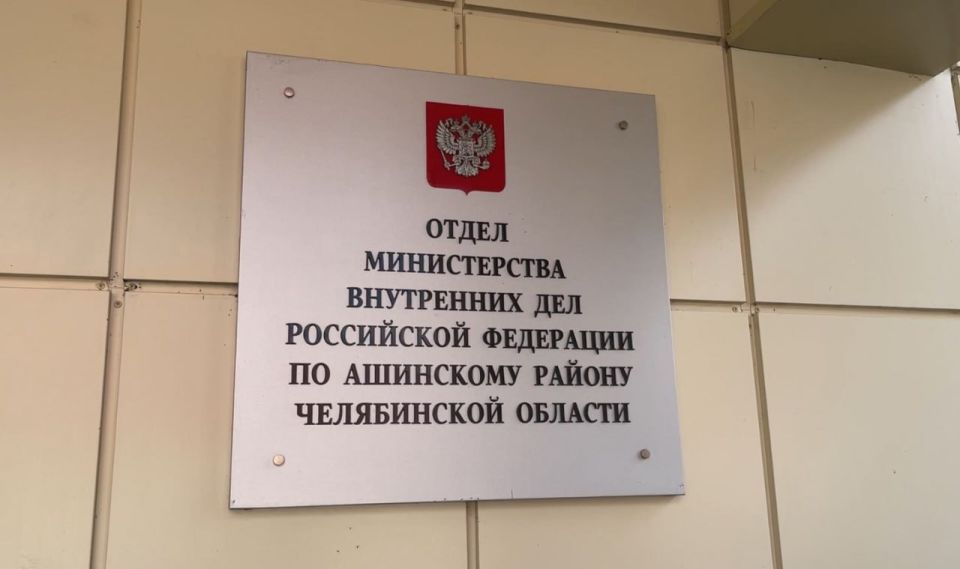 ОТДЕЛ
МИНИСТЕРСТВА
ВНУТРЕННИХ ДЕЛ
РОССИЙСКОЙ ФЕДЕРАЦИИ
ПО АШИНСКОМУ РАЙОНУ
ЧЕЛЯБИНСКОЙ ОБЛАСТИ